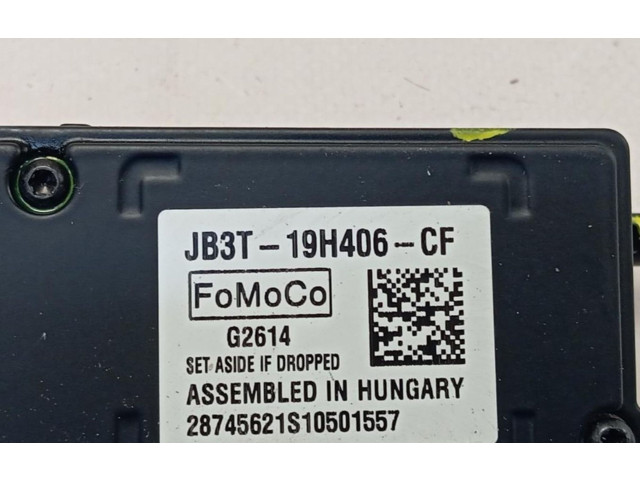 JB3T-19H406-CF
FoMoCo
G2614
SET ASIDE IF DROPPED
ASSEMBLED IN HUNGARY
28745621S10501557